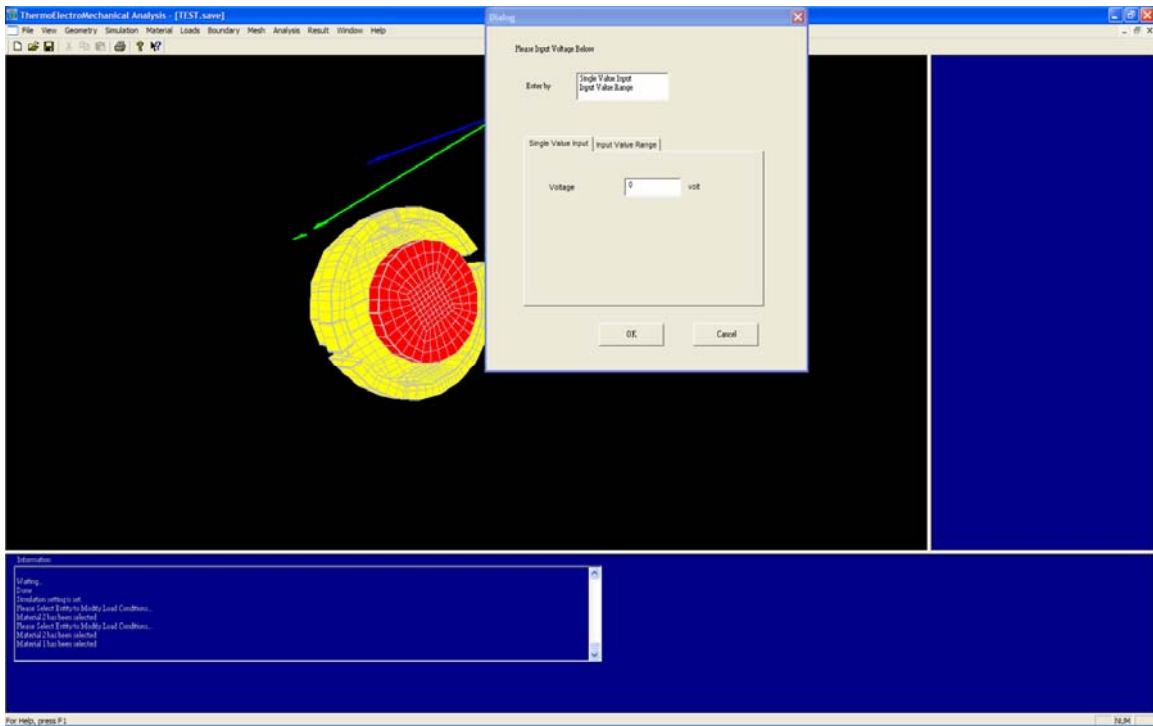 ThermoElectroMechanical Analysis - [TEST.save]
File View Geometry Simulation Material Loads Boundary Mesh Analysis Result Window Help
Dialog
Please Input Voltage Below
Enter by
Single Value Input
Input Value Range
Single Value Input Input Value Range
Voltage 0 volt
OK Cancel
Information
Waiting...
Done
Simulation setting is set
Please Select Entity to Modify Load Conditions...
Material 2 has been selected
Please Select Entity to Modify Load Conditions...
Material 2 has been selected
Material 1 has been selected
For Help, press F1 NUM